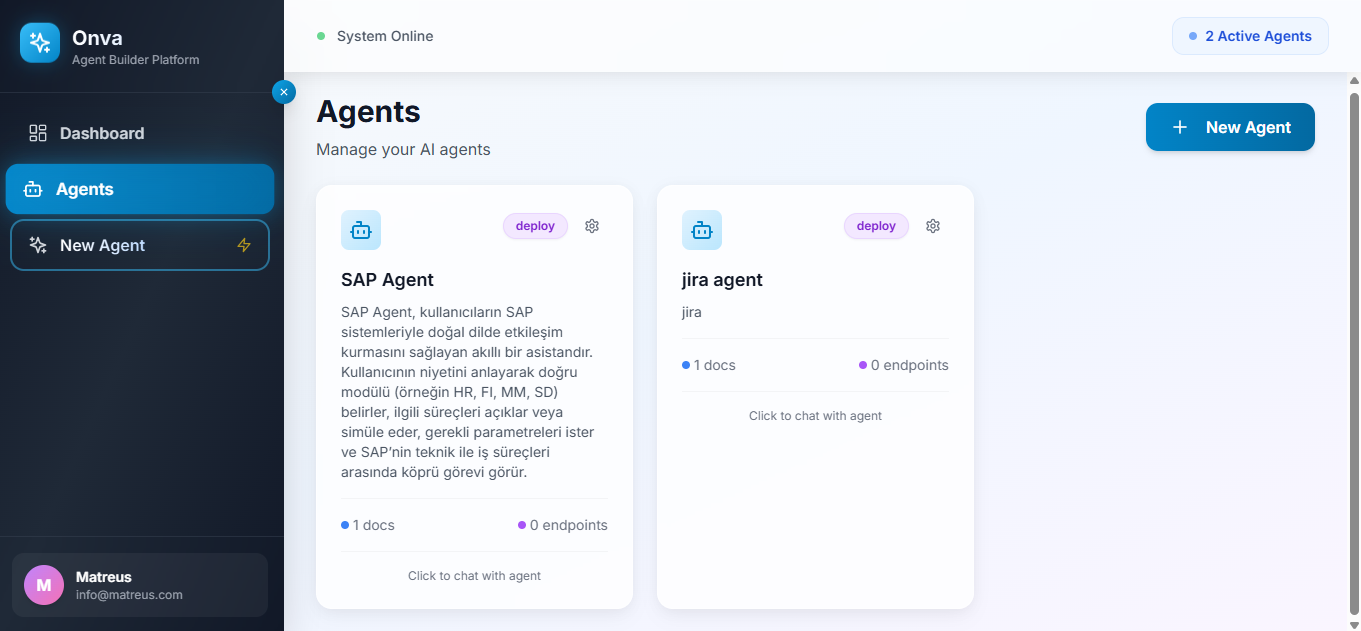 Onva
Agent Builder Platform
Dashboard
Agents
New Agent
M
Matreus
info@matreus.com
System Online
2 Active Agents
Agents
Manage your AI agents
New Agent
deploy
SAP Agent
SAP Agent, kullanıcıların SAP
sistemleriyle doğal dilde etkileşim
kurmasını sağlayan akıllı bir asistandır.
Kullanıcının niyetini anlayarak doğru
modülü (örneğin HR, FI, MM, SD)
belirler, ilgili süreçleri açıklar veya
simüle eder, gerekli parametreleri ister
ve SAP’nin teknik ile iş süreçleri
arasında köprü görevi görür.
1 docs
0 endpoints
Click to chat with agent
deploy
jira agent
jira
1 docs
0 endpoints
Click to chat with agent